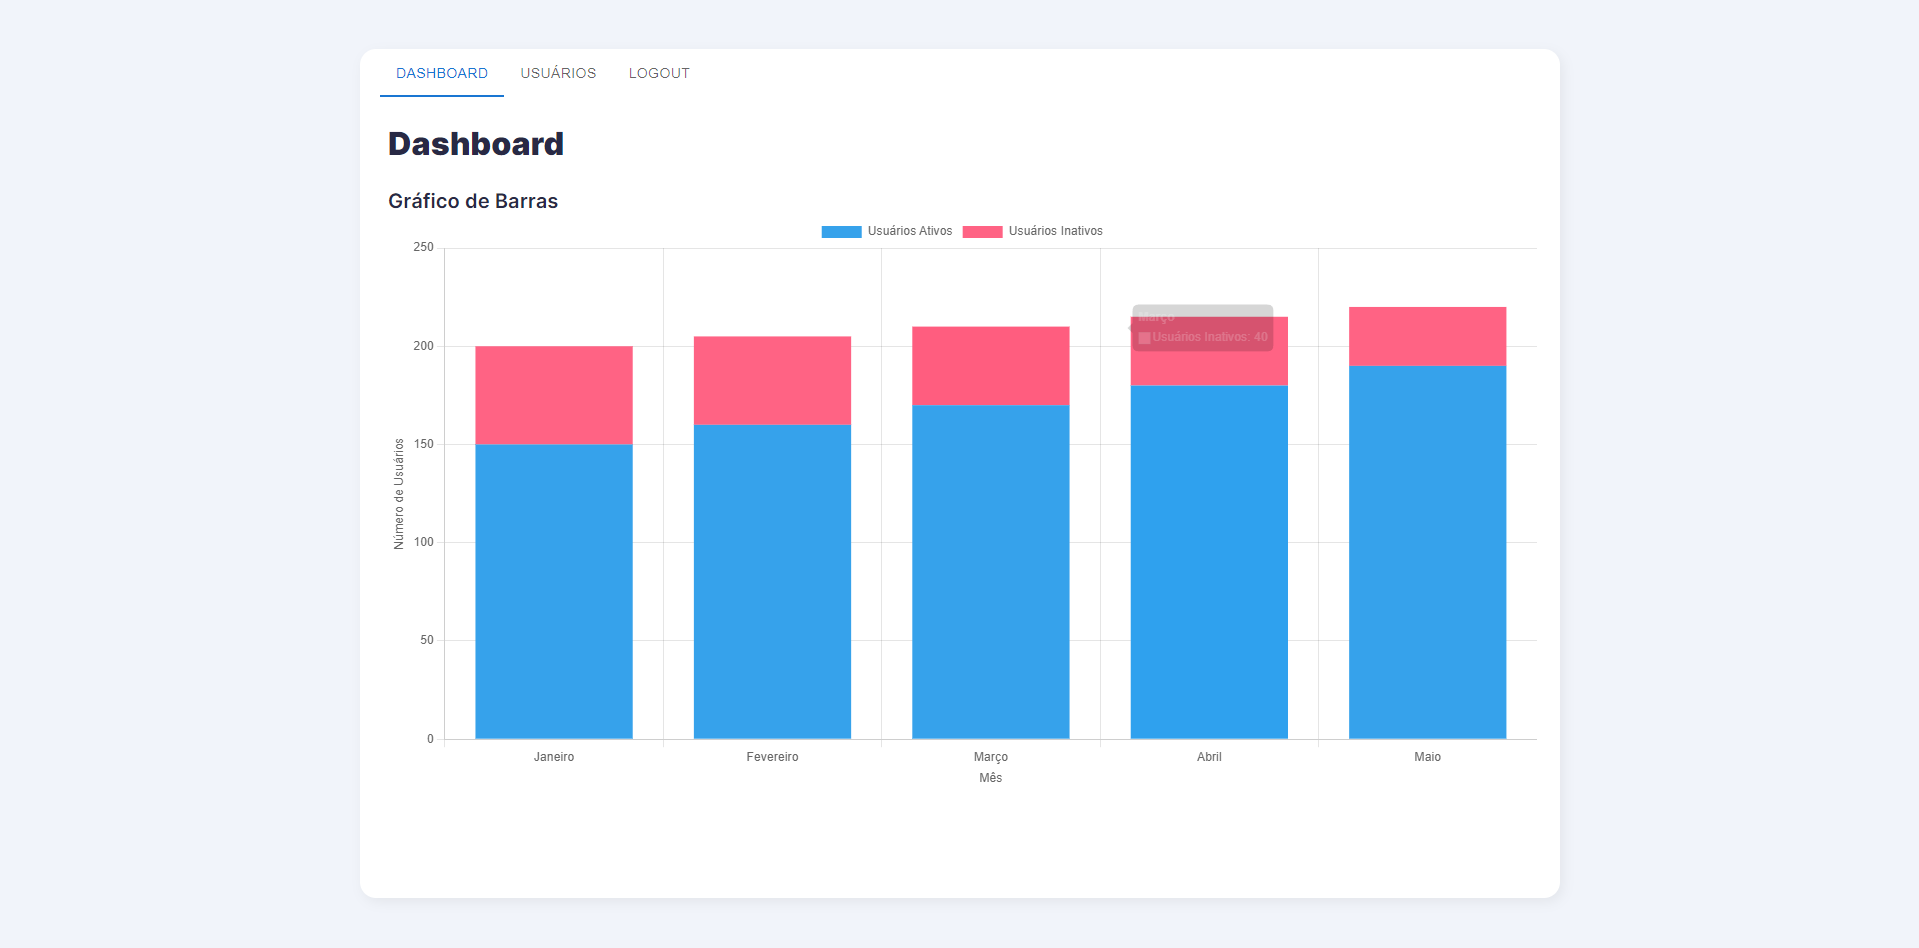 DASHBOARD USUÁRIOS LOGOUT
Dashboard
Gráfico de Barras
Usuários Ativos Usuários Inativos
250
200
150
100
50
0
Número de Usuários
Março
Usuários Inativos: 40
Janeiro Fevereiro Março Abril Maio
Mês